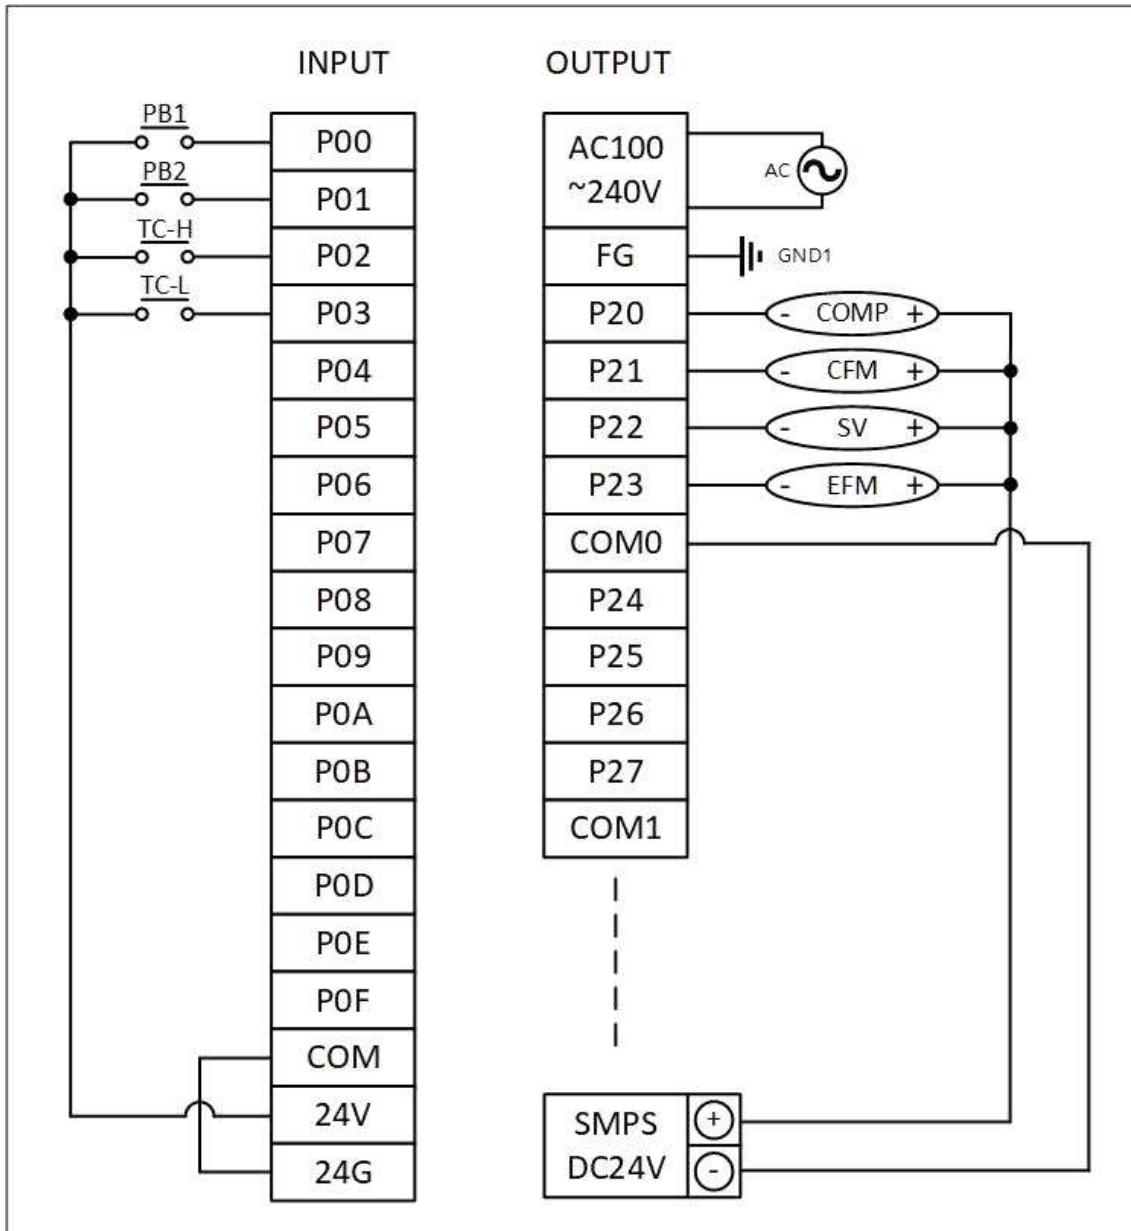 INPUT
OUTPUT
PB1
P00
PB2
P01
TC-H
P02
TC-L
P03
P04
P05
P06
P07
P08
P09
P0A
P0B
P0C
P0D
P0E
P0F
COM
24V
24G
AC100
~240V
AC
FG
GND1
P20
- COMP +
P21
- CFM +
P22
- SV +
P23
- EFM +
COM0
P24
P25
P26
P27
COM1
SMPS
DC24V
+
-